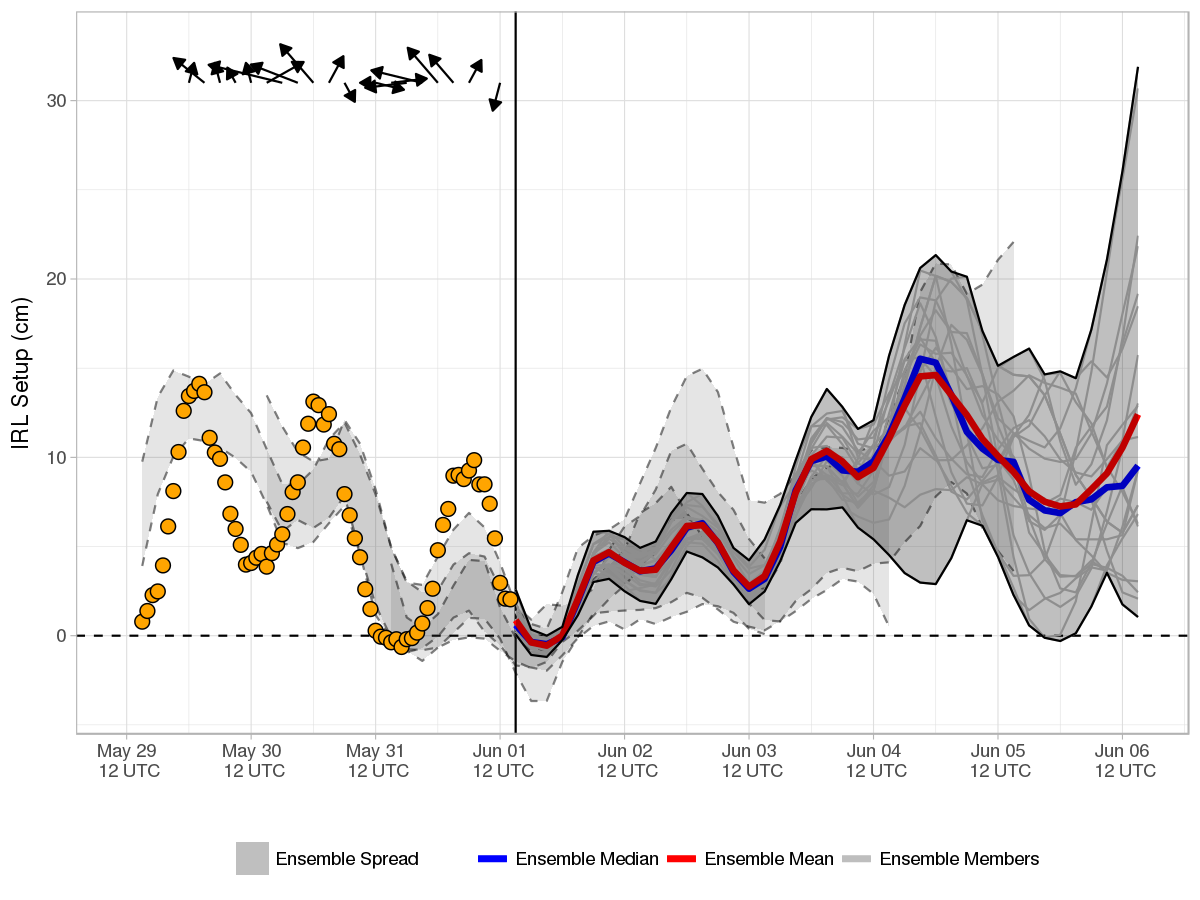 30
20
10
0
IRL Setup (cm)
May 29 May 30 May 31 Jun 01 Jun 02 Jun 03 Jun 04 Jun 05 Jun 06
12 UTC 12 UTC 12 UTC 12 UTC 12 UTC 12 UTC 12 UTC 12 UTC 12 UTC
Ensemble Spread Ensemble Median Ensemble Mean Ensemble Members